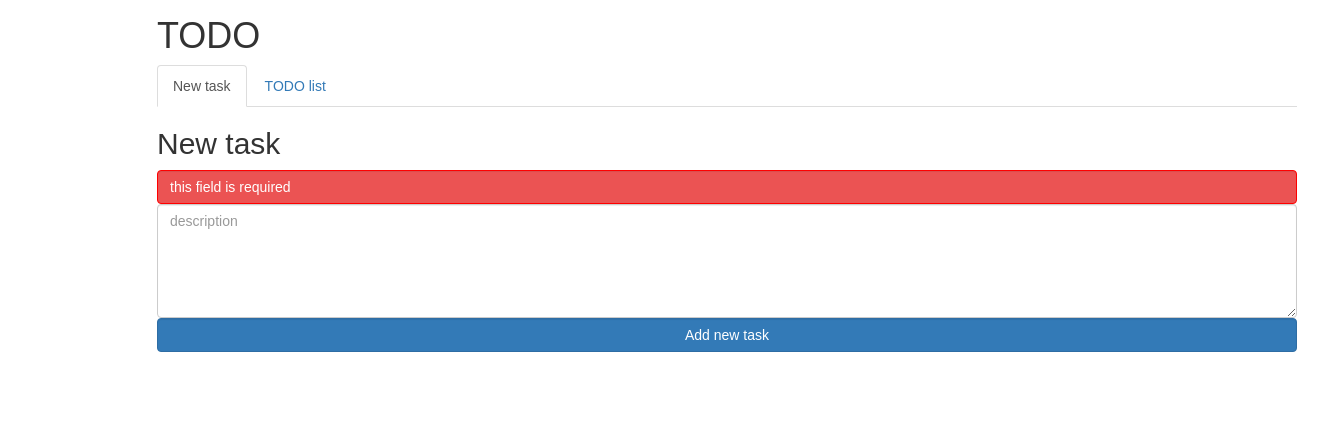 TODO
New task TODO list
New task
this field is required
description
Add new task